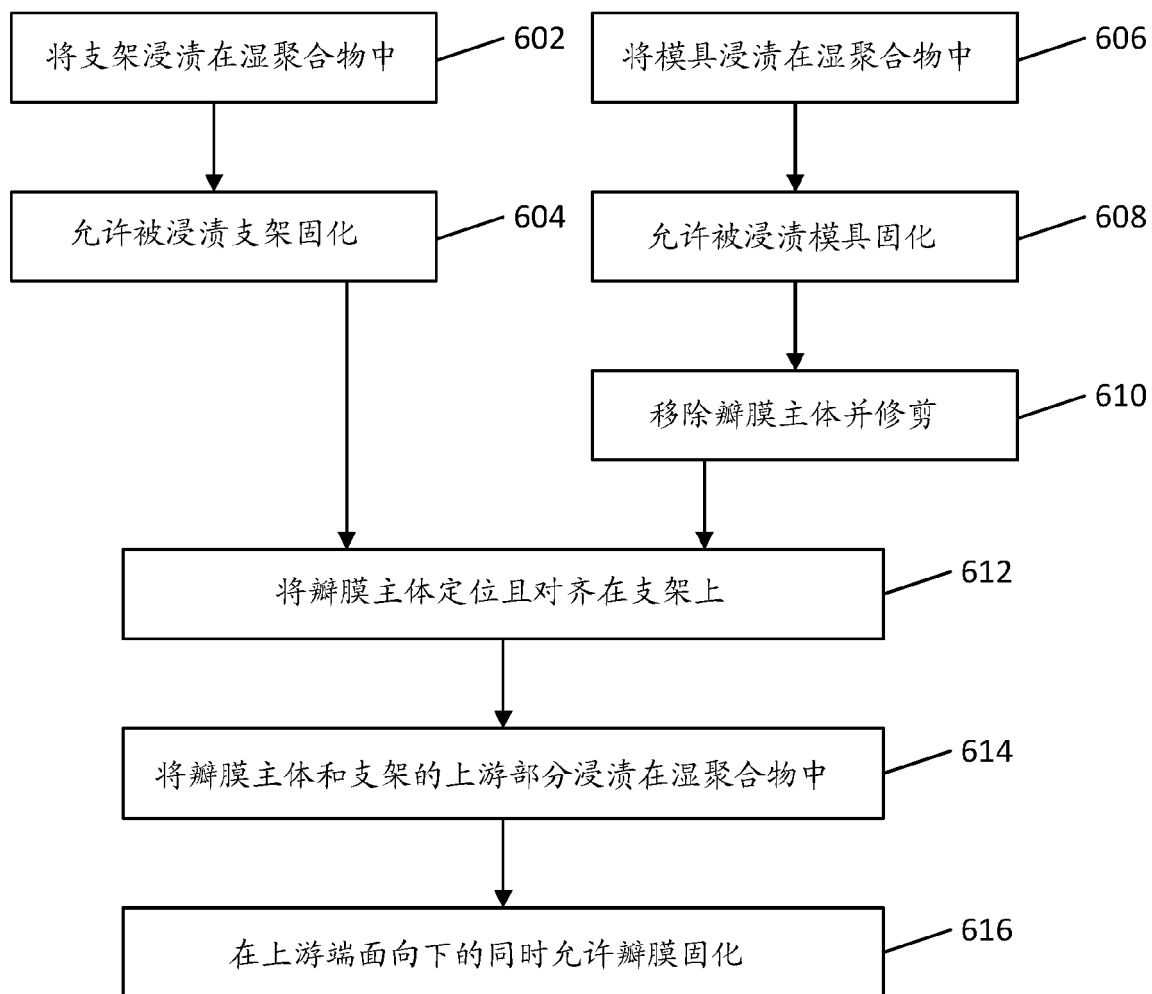 将支架浸渍在湿聚合物中
602
将模具浸渍在湿聚合物中
606
允许被浸渍支架固化
604
允许被浸渍模具固化
608
移除瓣膜主体并修剪
610
将瓣膜主体定位且对齐在支架上
612
将瓣膜主体和支架的上游部分浸渍在湿聚合物中
614
在上游端面向下的同时允许瓣膜固化
616